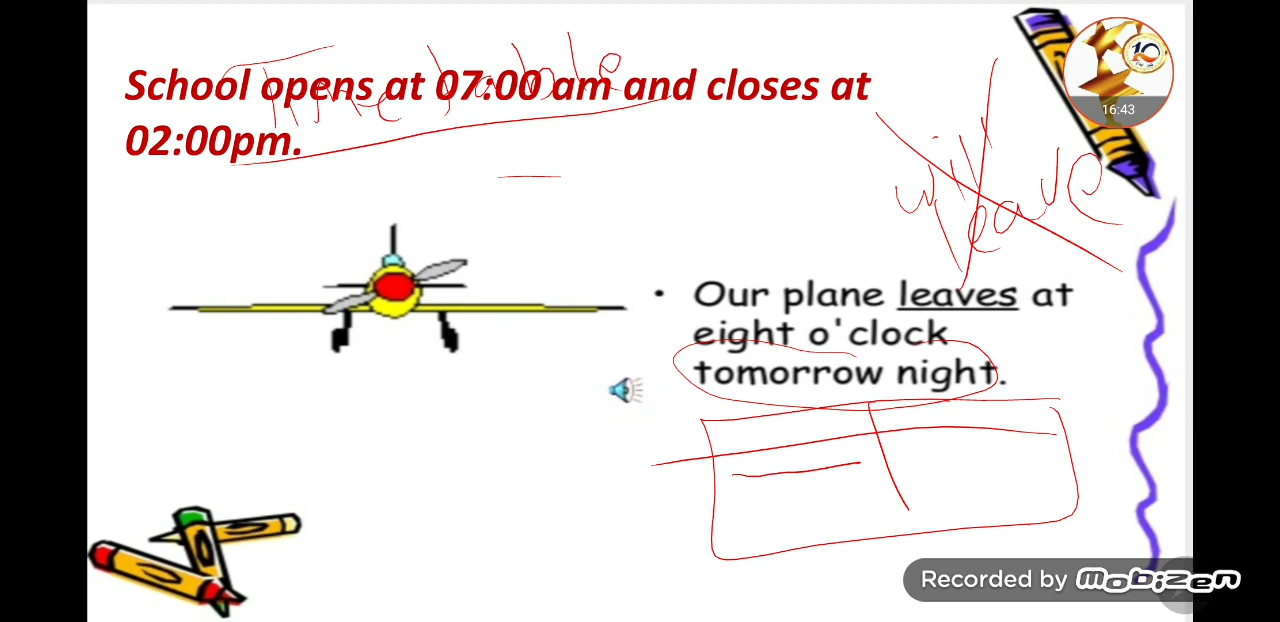 School opens at 07:00 am and closes at
02:00pm.
Time table
will
leave
10
16:43
• Our plane leaves at
eight o'clock
tomorrow night.
Recorded by mobizen